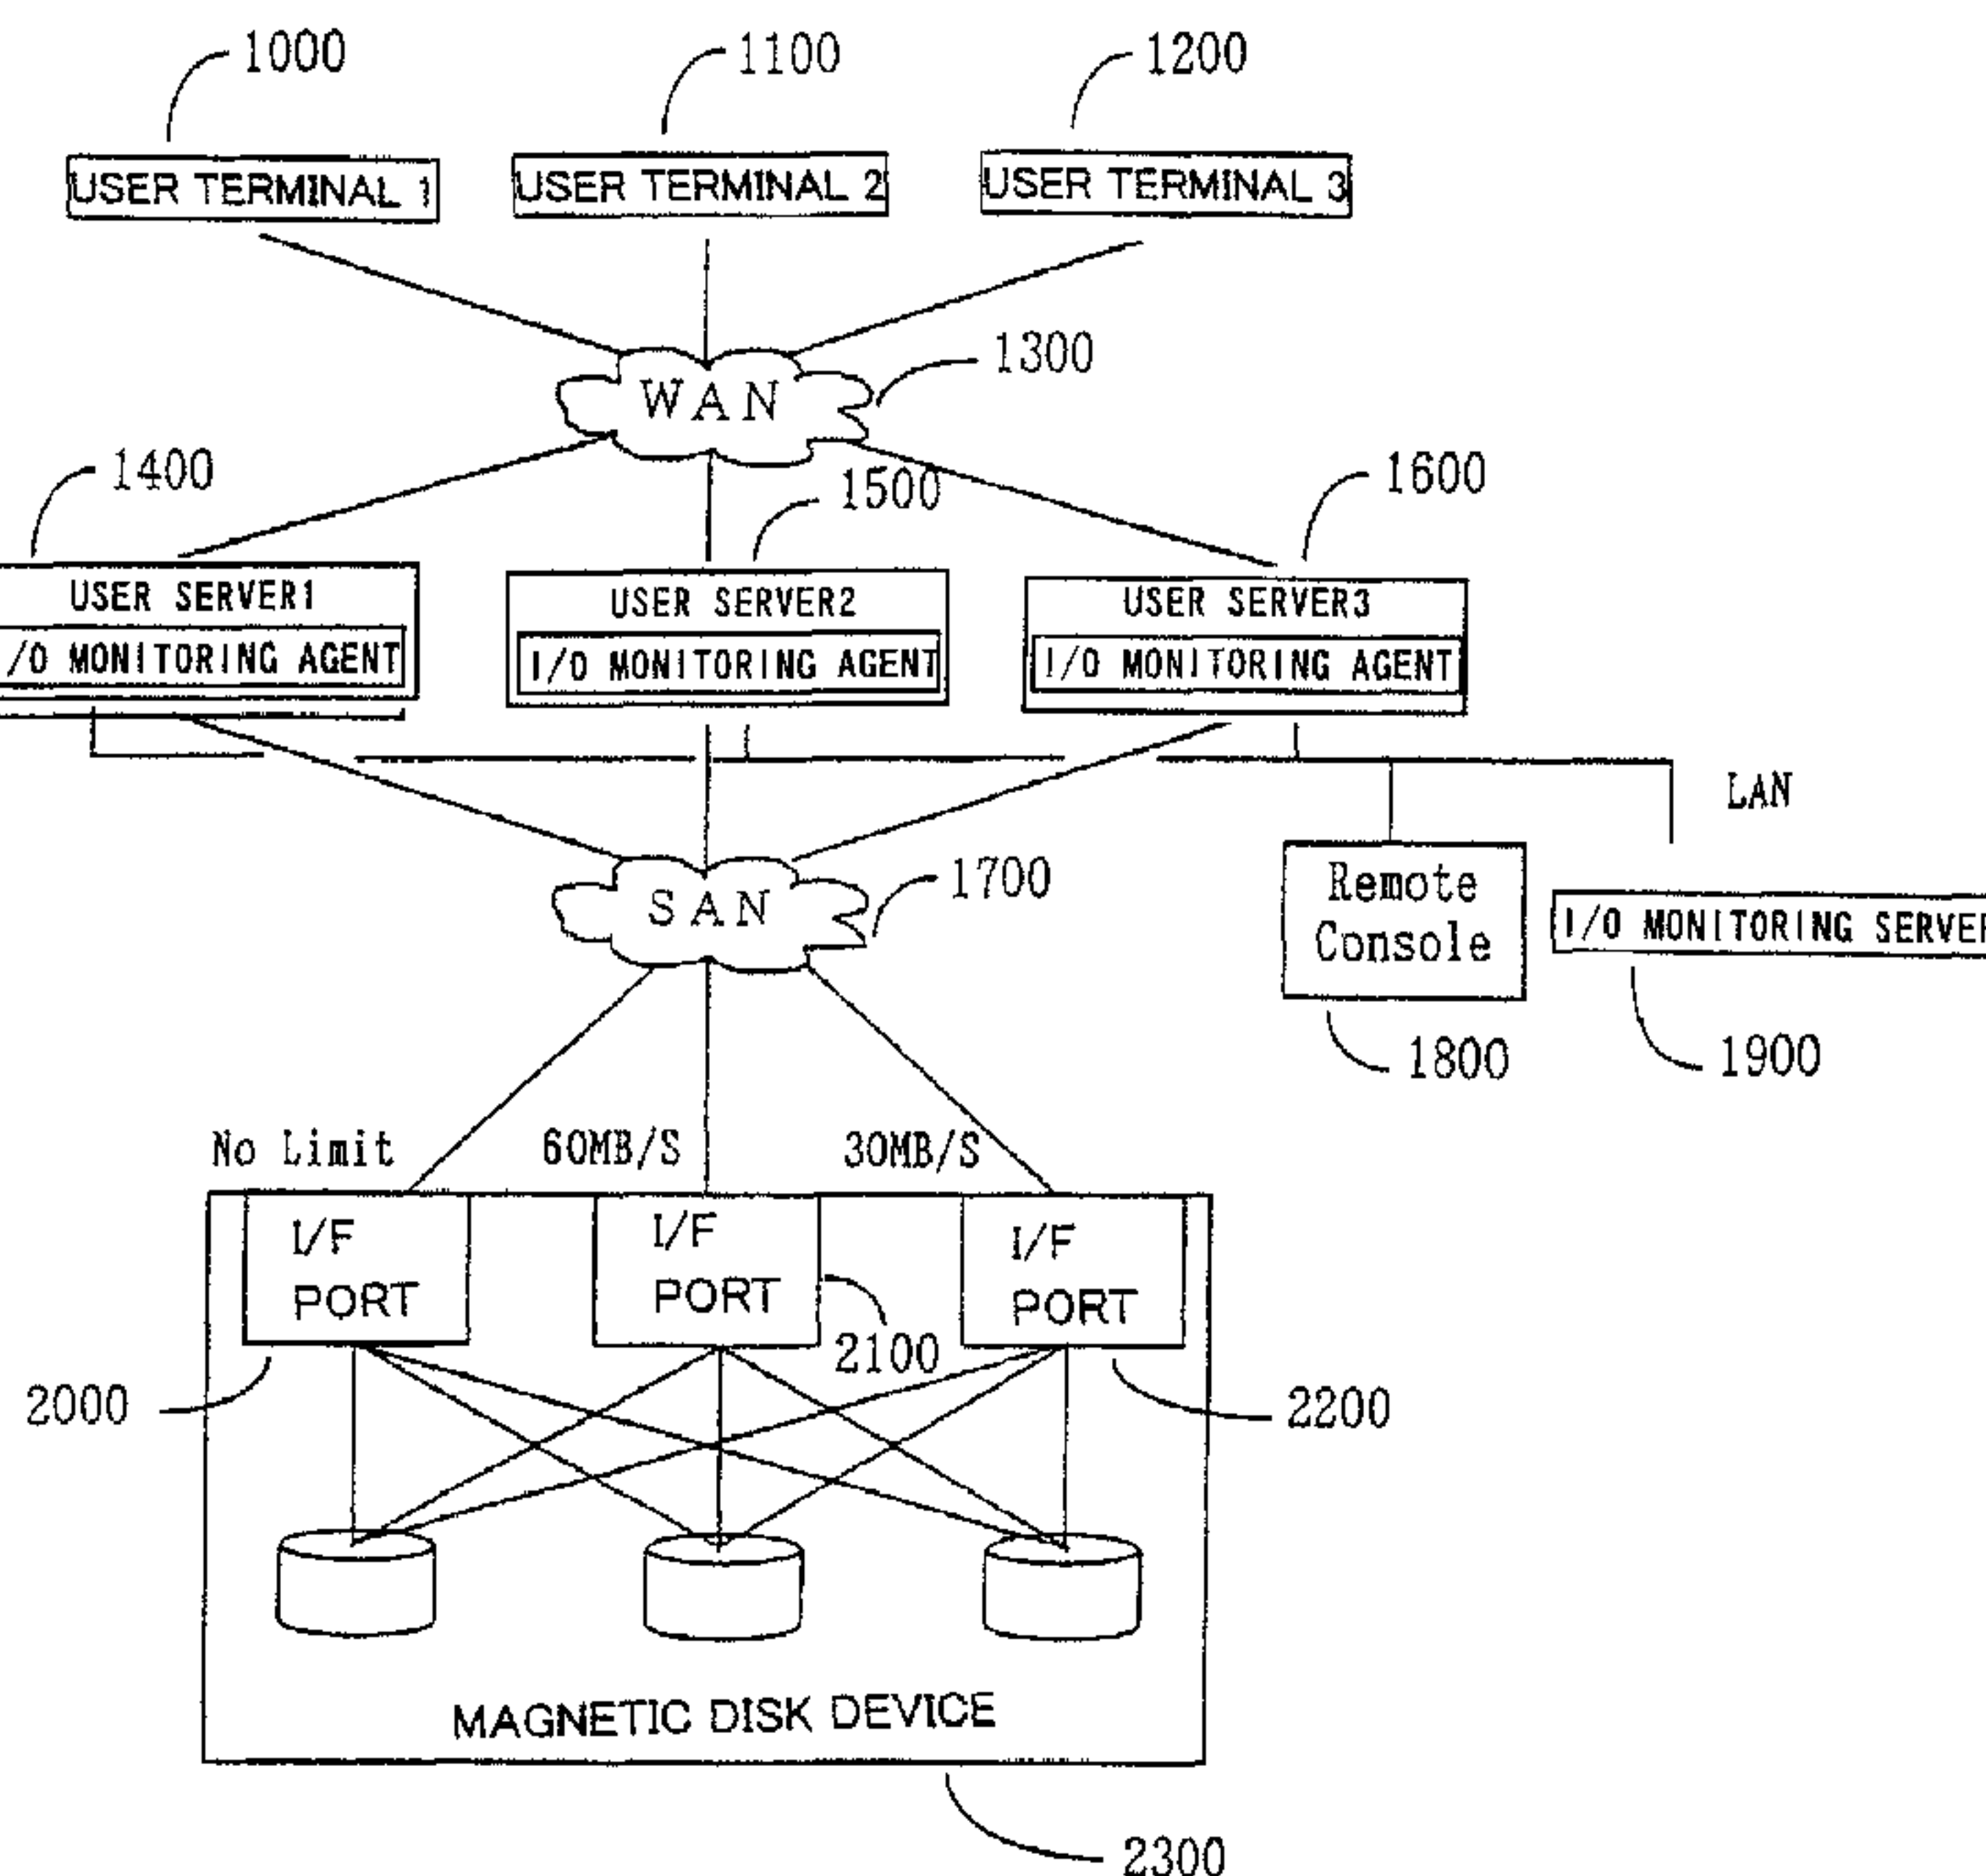 1000
1100
1200
USER TERMINAL 1
USER TERMINAL 2
USER TERMINAL 3
WAN
1300
1400
1500
1600
USER SERVER1
/O MONITORING AGENT
USER SERVER2
I/O MONITORING AGENT
USER SERVER3
I/O MONITORING AGENT
LAN
SAN
1700
Remote
Console
I/O MONITORING SERVER
1800
1900
No Limit
60MB/S
30MB/S
I/F
PORT
I/F
PORT
I/F
PORT
2000
2100
2200
MAGNETIC DISK DEVICE
2300